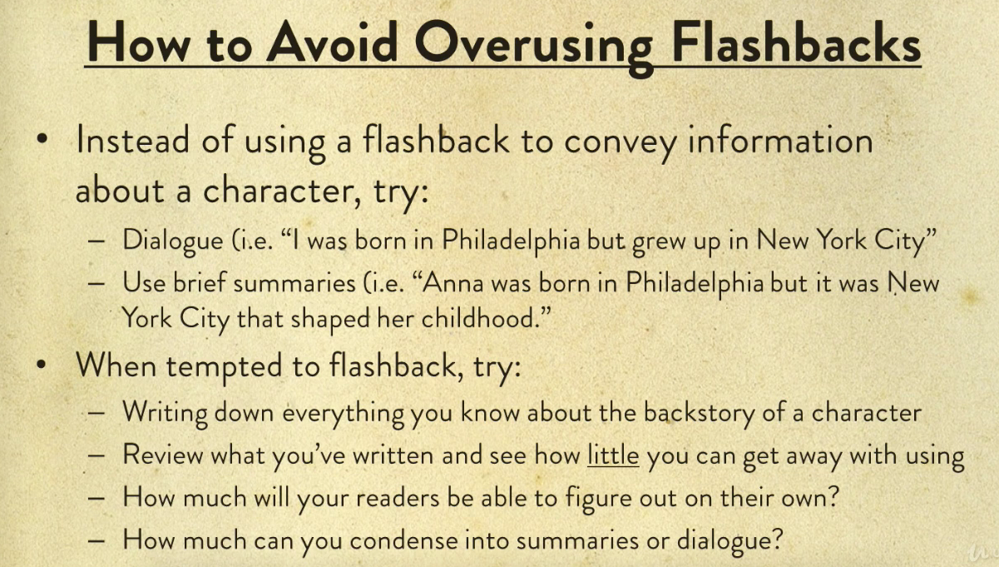 How to Avoid Overusing Flashbacks
• Instead of using a flashback to convey information
about a character, try:
– Dialogue (i.e. “I was born in Philadelphia but grew up in New York City”
– Use brief summaries (i.e. “Anna was born in Philadelphia but it was New
York City that shaped her childhood.”
• When tempted to flashback, try:
– Writing down everything you know about the backstory of a character
– Review what you’ve written and see how little you can get away with using
– How much will your readers be able to figure out on their own?
– How much can you condense into summaries or dialogue?